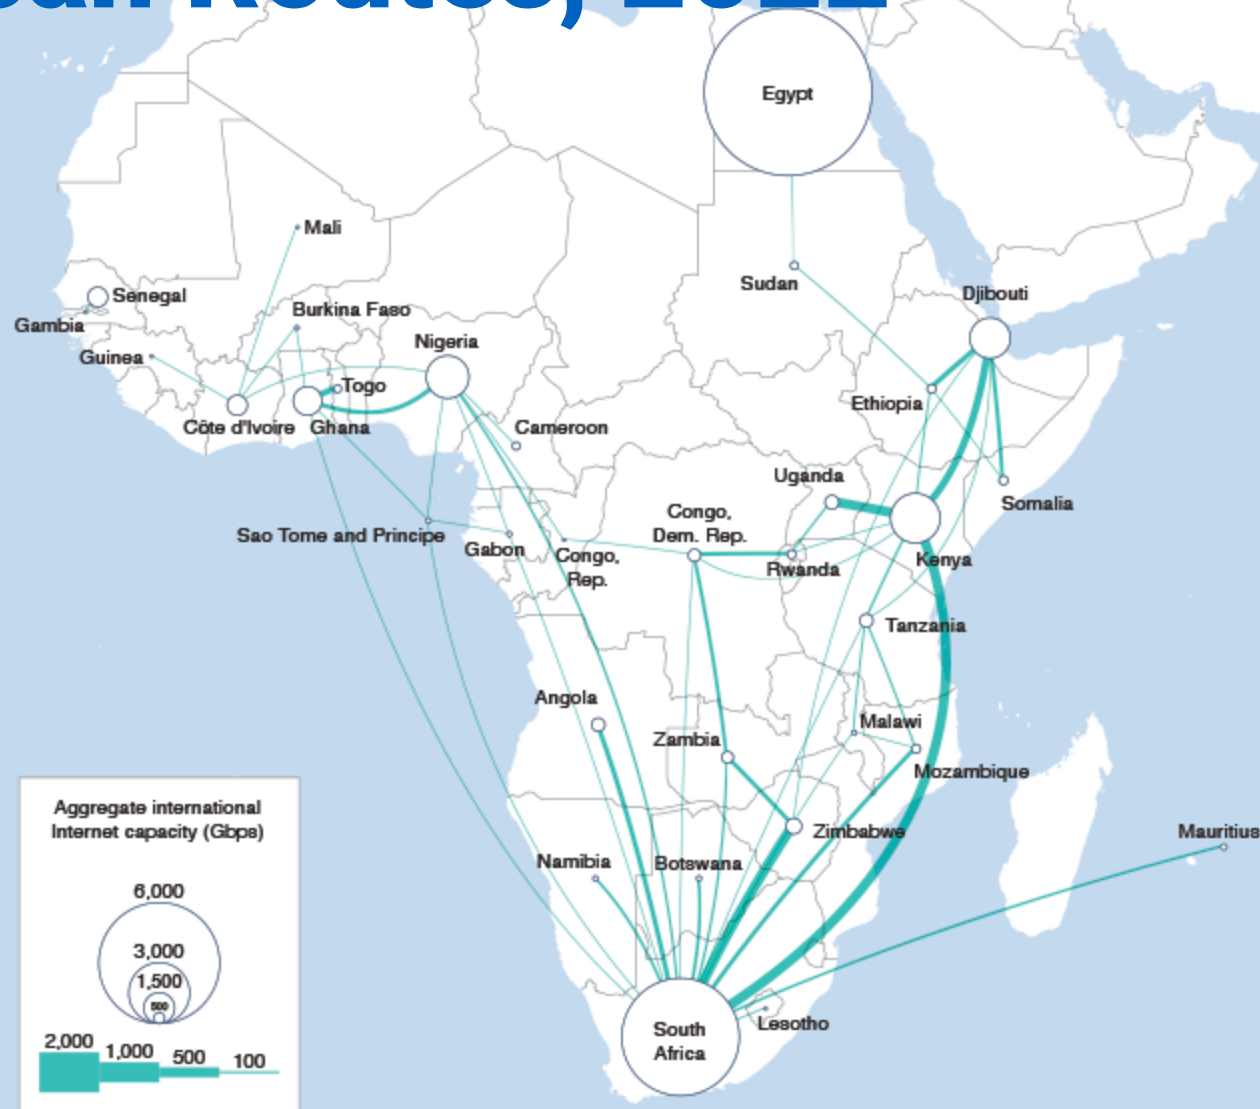 Routes, 2022
Egypt
Mali
Sudan
Senegal
Djibouti
Gambia
Burkina Faso
Guinea
Nigeria
Togo
Ethiopia
Côte d'Ivoire
Ghana
Cameroon
Uganda
Somalia
Congo,
Dem. Rep.
Sao Tome and Principe
Gabon
Congo,
Rep.
Rwanda
Kenya
Tanzania
Angola
Malawi
Zambia
Mozambique
Zimbabwe
Mauritius
Namibia
Botswana
South
Africa
Lesotho
Aggregate international
Internet capacity (Gbps)
6,000
3,000
1,500
500
2,000
1,000
500
100